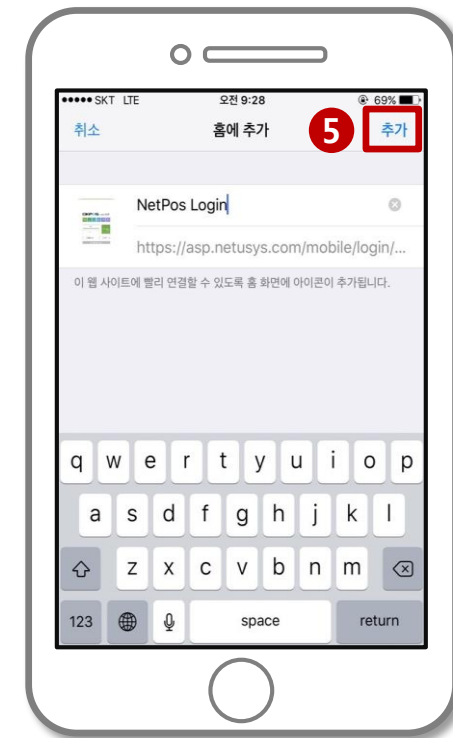 SKT LTE 오전 9:28 69%
취소 홈에 추가 5 추가
NetPos Login
https://asp.netusys.com/mobile/login/...
이 웹 사이트에 빨리 연결할 수 있도록 홈 화면에 아이콘이 추가됩니다.
q w e r t y u i o p
a s d f g h j k l
z x c v b n m
123 space return